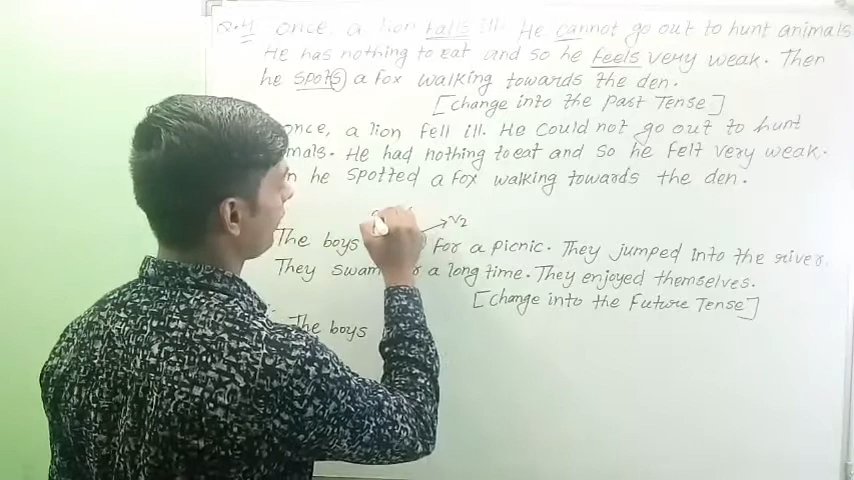 Q.4 once, a lion falls ill. He cannot go out to hunt animals.
He has nothing to eat and so he feels very weak. Then
he spots a fox walking towards the den.
[Change into the past Tense]
once, a lion fell ill. He Could not go out to hunt
mals. He had nothing to eat and so he felt very weak.
n he spotted a fox walking towards the den.
V2
The boys for a picnic. They jumped into the river.
They swam a long time. They enjoyed themselves.
[Change into the Future Tense]
The boys